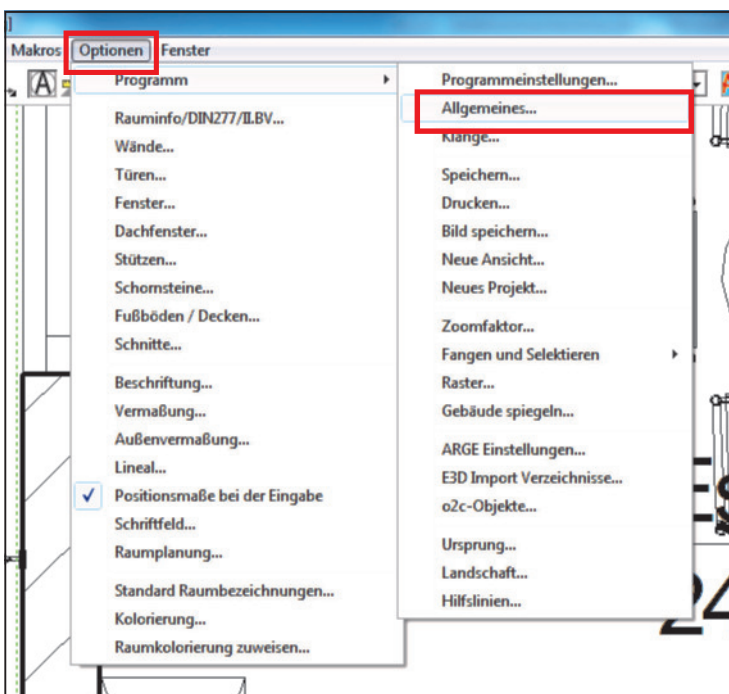 Makros Optionen Fenster
Programm
Rauminfo/DIN277/II.BV...
Wände...
Türen...
Fenster...
Dachfenster...
Stützen...
Schornsteine...
Fußböden / Decken...
Schnitte...
Beschriftung...
Vermaßung...
Außenvermaßung...
Lineal...
Positionsmaße bei der Eingabe
Schriftfeld...
Raumplanung...
Standard Raumbezeichnungen...
Kolorierung...
Raumkolorierung zuweisen...
Programmeinstellungen...
Allgemeines...
Klänge...
Speichern...
Drucken...
Bild speichern...
Neue Ansicht...
Neues Projekt...
Zoomfaktor...
Fangen und Selektieren
Raster...
Gebäude spiegeln...
ARGE Einstellungen...
E3D Import Verzeichnisse...
o2c-Objekte...
Ursprung...
Landschaft...
Hilfslinien...
A
24